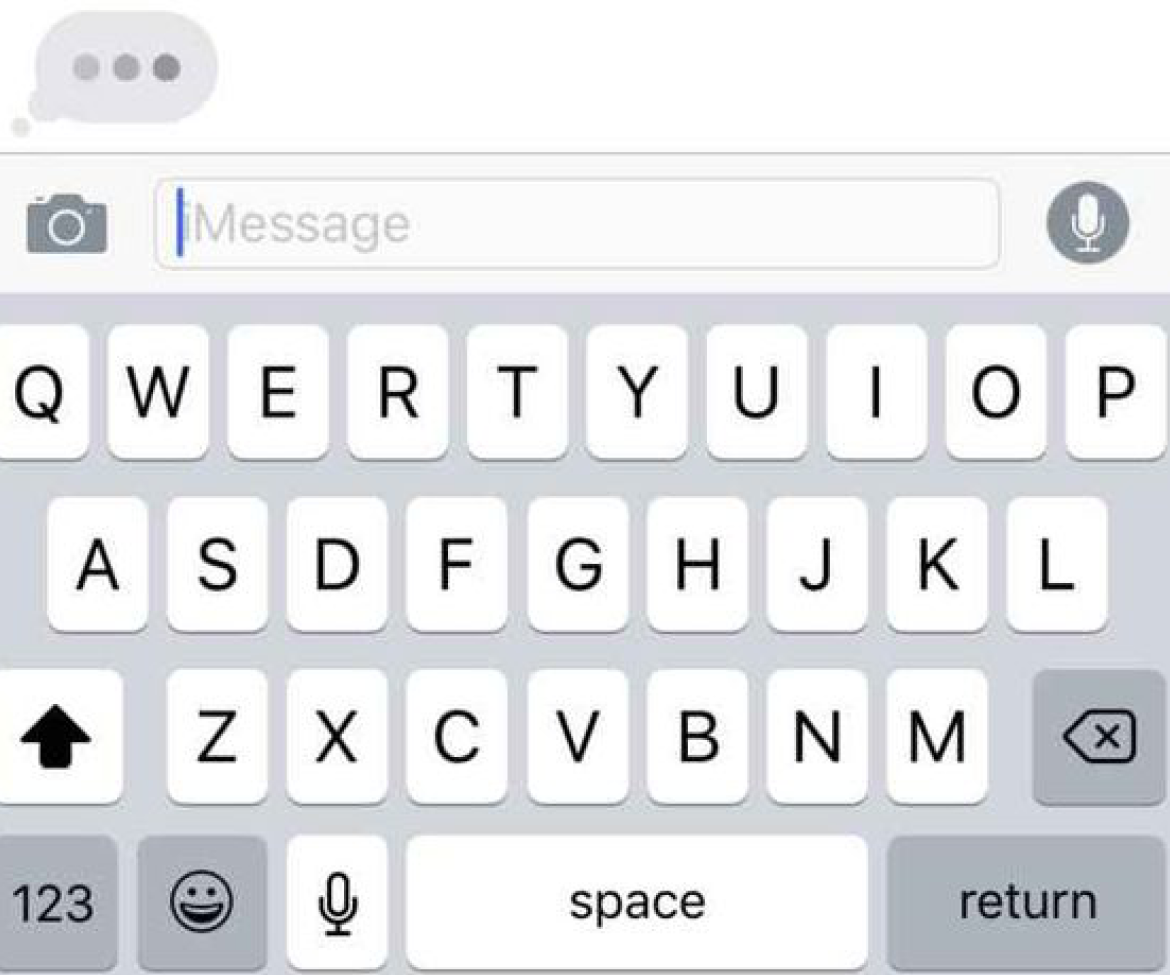 iMessage
Q W E R T Y U I O P
A S D F G H J K L
Z X C V B N M
123 space return